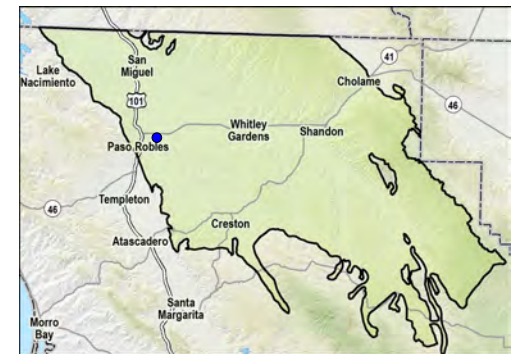 San
Miguel
Lake
Nacimiento
41
Cholame
101
46
Whitley
Gardens
Shandon
Paso Robles
46
Templeton
Creston
Atascadero
Santa
Margarita
Morro
Bay